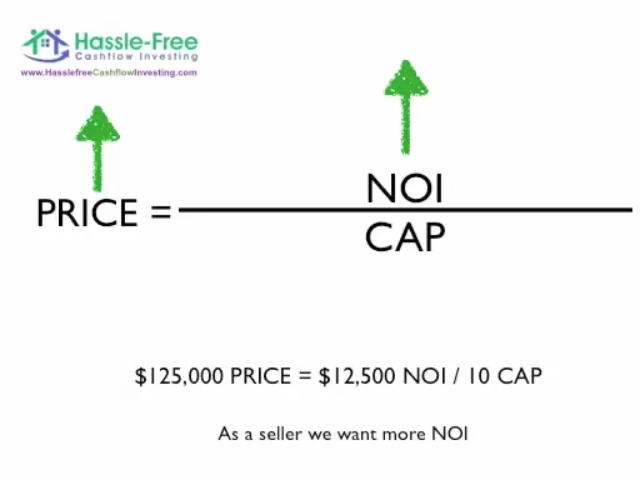 Hassle-Free
Cashflow Investing
www.HasslefreeCashflowInvesting.com
PRICE = NOI
CAP
$125,000 PRICE = $12,500 NOI / 10 CAP
As a seller we want more NOI